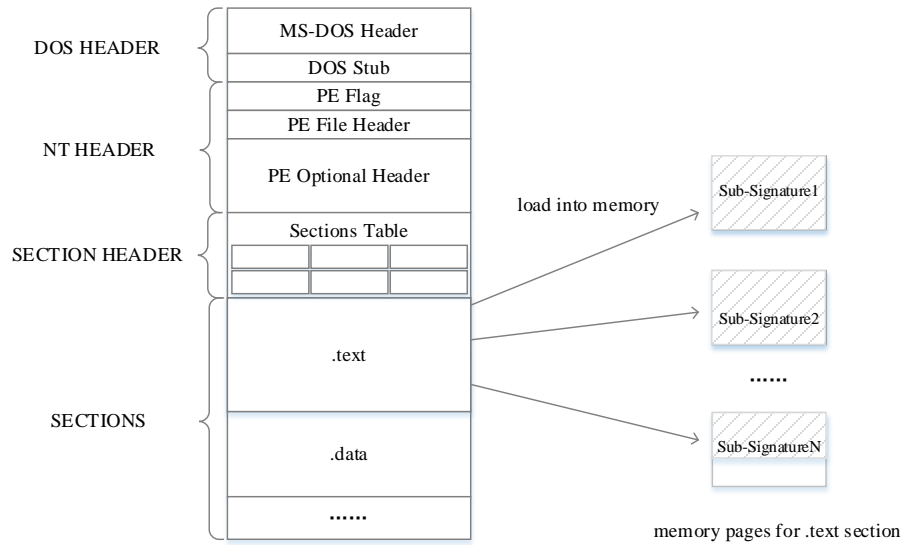 DOS HEADER
MS-DOS Header
DOS Stub
NT HEADER
PE Flag
PE File Header
PE Optional Header
SECTION HEADER
Sections Table
SECTIONS
.text
.data
......
load into memory
Sub-Signature1
Sub-Signature2
......
Sub-SignatureN
memory pages for .text section